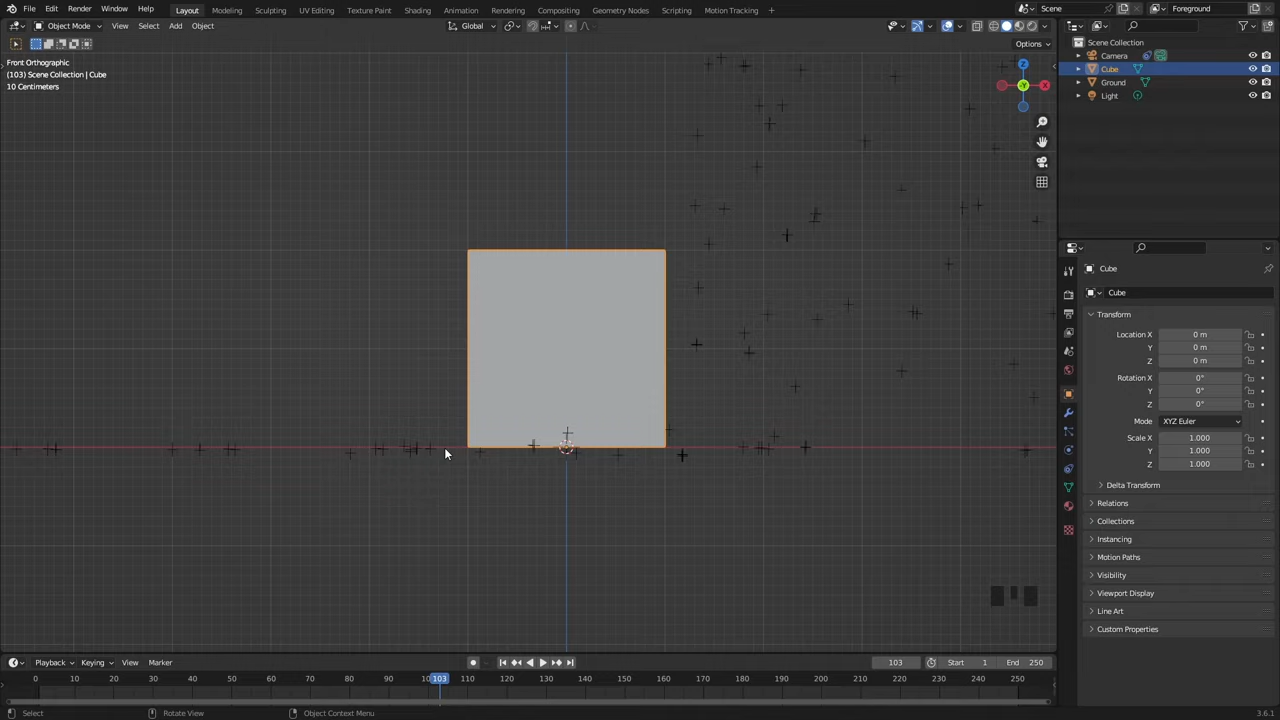 File Edit Render Window Help Layout Modeling Sculpting UV Editing Texture Paint Shading Animation Rendering Compositing Geometry Nodes Scripting Motion Tracking + Scene Foreground
Object Mode View Select Add Object Global
Options
Front Orthographic
(103) Scene Collection | Cube
10 Centimeters
Z
X
Y
Scene Collection
Camera
Cube
Ground
Light
Cube
Cube
Transform
Location X 0 m
Y 0 m
Z 0 m
Rotation X 0°
Y 0°
Z 0°
Mode XYZ Euler
Scale X 1.000
Y 1.000
Z 1.000
Delta Transform
Relations
Collections
Instancing
Motion Paths
Visibility
Viewport Display
Line Art
Custom Properties
Playback Keying View Marker 103 Start 1 End 250
0 10 20 30 40 50 60 70 80 90 100 103 110 120 130 140 150 160 170 180 190 200 210 220 230 240 250
Select Rotate View Object Context Menu 3.6.1